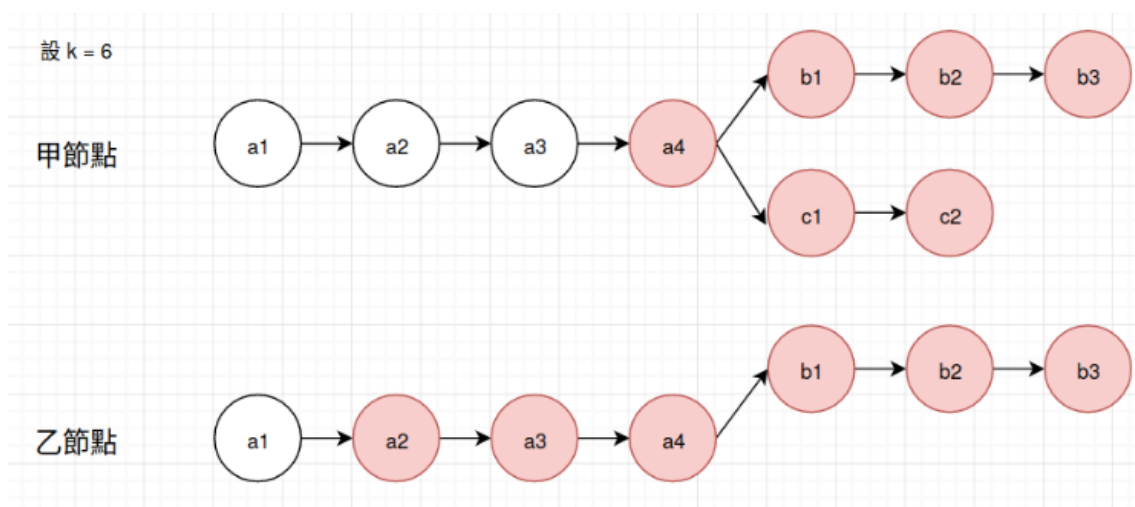 設 k = 6
b1 b2 b3
甲節點 a1 a2 a3 a4
c1 c2
b1 b2 b3
乙節點 a1 a2 a3 a4